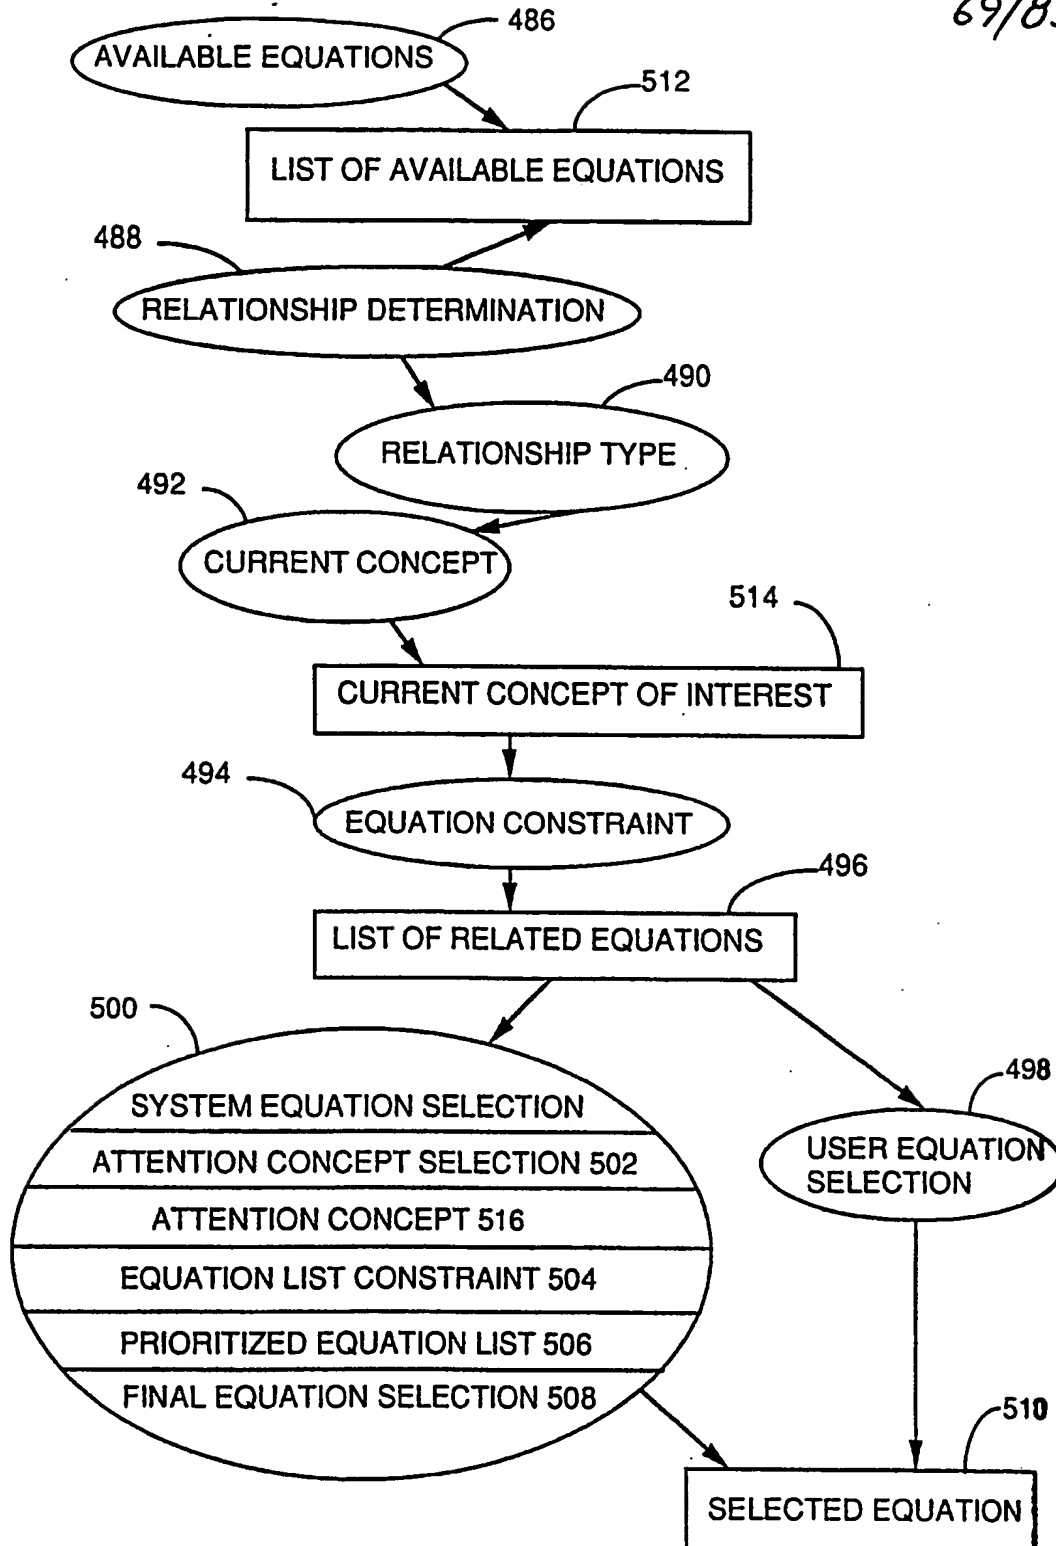 69/8
486
AVAILABLE EQUATIONS
512
LIST OF AVAILABLE EQUATIONS
488
RELATIONSHIP DETERMINATION
490
RELATIONSHIP TYPE
492
CURRENT CONCEPT
514
CURRENT CONCEPT OF INTEREST
494
EQUATION CONSTRAINT
496
LIST OF RELATED EQUATIONS
500
SYSTEM EQUATION SELECTION
ATTENTION CONCEPT SELECTION 502
ATTENTION CONCEPT 516
EQUATION LIST CONSTRAINT 504
PRIORITIZED EQUATION LIST 506
FINAL EQUATION SELECTION 508
498
USER EQUATION
SELECTION
510
SELECTED EQUATION